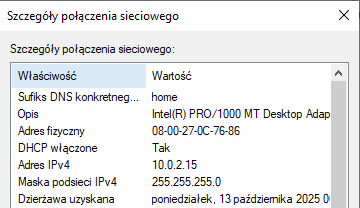 Szczegóły połączenia sieciowego
Szczegóły połączenia sieciowego:
Właściwość Wartość
Sufiks DNS konkretneg... home
Opis Intel(R) PRO/1000 MT Desktop Adap
Adres fizyczny 08-00-27-0C-76-86
DHCP włączone Tak
Adres IPv4 10.0.2.15
Maska podsieci IPv4 255.255.255.0
Dzierżawa uzyskana poniedziałek, 13 października 2025 0